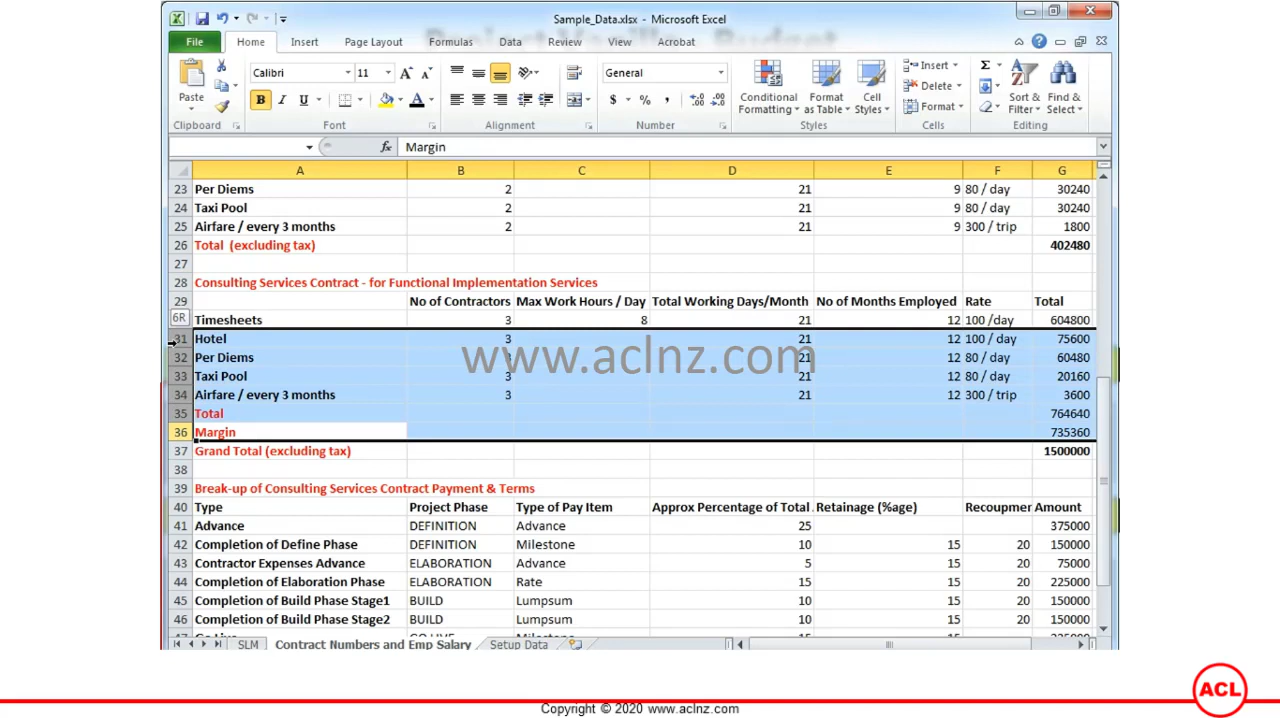 Sample_Data.xlsx - Microsoft Excel
File Home Insert Page Layout Formulas Data Review View Acrobat
Paste
Calibri 11
B I U A A A
General
$ % ,
Conditional Formatting
Format as Table
Cell Styles
Insert
Delete
Format
Σ
Sort & Filter
Find & Select
Clipboard Font Alignment Number Styles Cells Editing
fx Margin
A B C D E F G
23 Per Diems 2 21 9 80 / day 30240
24 Taxi Pool 2 21 9 80 / day 30240
25 Airfare / every 3 months 2 21 9 300 / trip 1800
26 Total (excluding tax) 402480
27
28 Consulting Services Contract - for Functional Implementation Services
29 No of Contractors Max Work Hours / Day Total Working Days/Month No of Months Employed Rate Total
6R Timesheets 3 8 21 12 100 /day 604800
31 Hotel 3 21 12 100 / day 75600
32 Per Diems 3 21 12 80 / day 60480
www.aclnz.com
33 Taxi Pool 3 21 12 80 / day 20160
34 Airfare / every 3 months 3 21 12 300 / trip 3600
35 Total 764640
36 Margin 735360
37 Grand Total (excluding tax) 1500000
38
39 Break-up of Consulting Services Contract Payment & Terms
40 Type Project Phase Type of Pay Item Approx Percentage of Total Retainage (%age) Recoupmer Amount
41 Advance DEFINITION Advance 25 375000
42 Completion of Define Phase DEFINITION Milestone 10 15 20 150000
43 Contractor Expenses Advance ELABORATION Advance 5 15 20 75000
44 Completion of Elaboration Phase ELABORATION Rate 15 15 20 225000
45 Completion of Build Phase Stage1 BUILD Lumpsum 10 15 20 150000
46 Completion of Build Phase Stage2 BUILD Lumpsum 10 15 20 150000
SLM Contract Numbers and Emp Salary Setup Data
ACL
Copyright © 2020 www.aclnz.com